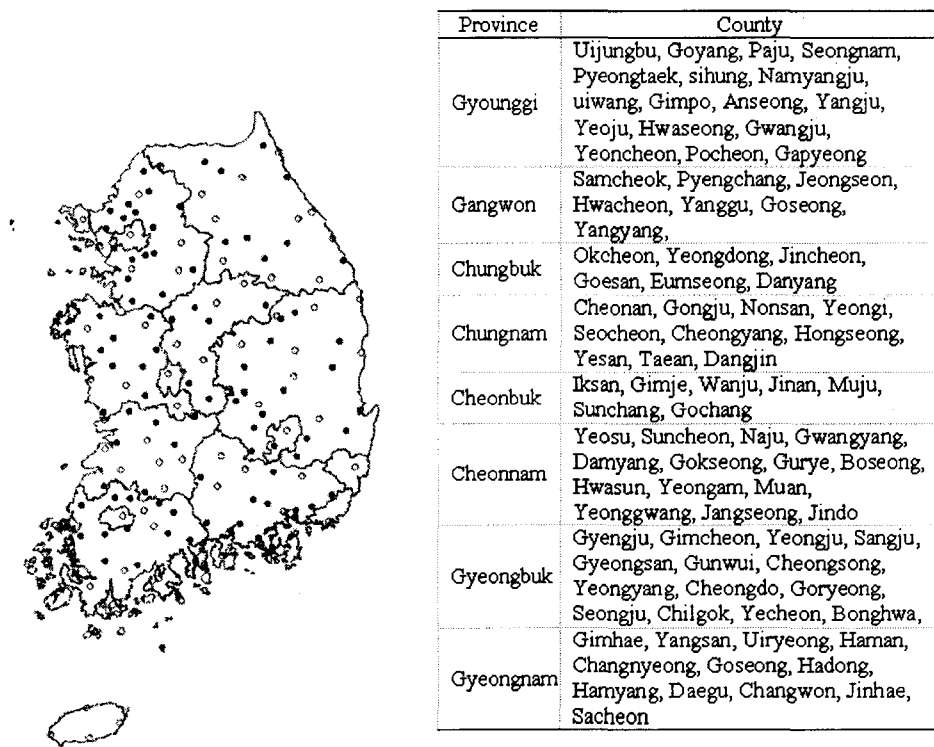 Province County
Gyounggi
Uijungbu, Goyang, Paju, Seongnam,
Pyeongtaek, sihung, Namyangju,
uiwang, Gimpo, Anseong, Yangju,
Yeoju, Hwaseong, Gwangju,
Yeoncheon, Pocheon, Gapyeong
Gangwon
Samcheok, Pyengchang, Jeongseon,
Hwacheon, Yanggu, Goseong,
Yangyang,
Chungbuk
Okcheon, Yeongdong, Jincheon,
Goesan, Eumseong, Danyang
Chungnam
Cheonan, Gongju, Nonsan, Yeongi,
Seocheon, Cheongyang, Hongseong,
Yesan, Taean, Dangjin
Cheonbuk
Iksan, Gimje, Wanju, Jinan, Muju,
Sunchang, Gochang
Cheonnam
Yeosu, Suncheon, Naju, Gwangyang,
Damyang, Gokseong, Gurye, Boseong,
Hwasun, Yeongam, Muan,
Yeonggwang, Jangseong, Jindo
Gyeongbuk
Gyengju, Gimcheon, Yeongju, Sangju,
Gyeongsan, Gunwui, Cheongsong,
Yeongyang, Cheongdo, Goryeong,
Seongju, Chilgok, Yecheon, Bonghwa,
Gyeongnam
Gimhae, Yangsan, Uiryeong, Haman,
Changnyeong, Goseong, Hadong,
Hamyang, Daegu, Changwon, Jinhae,
Sacheon